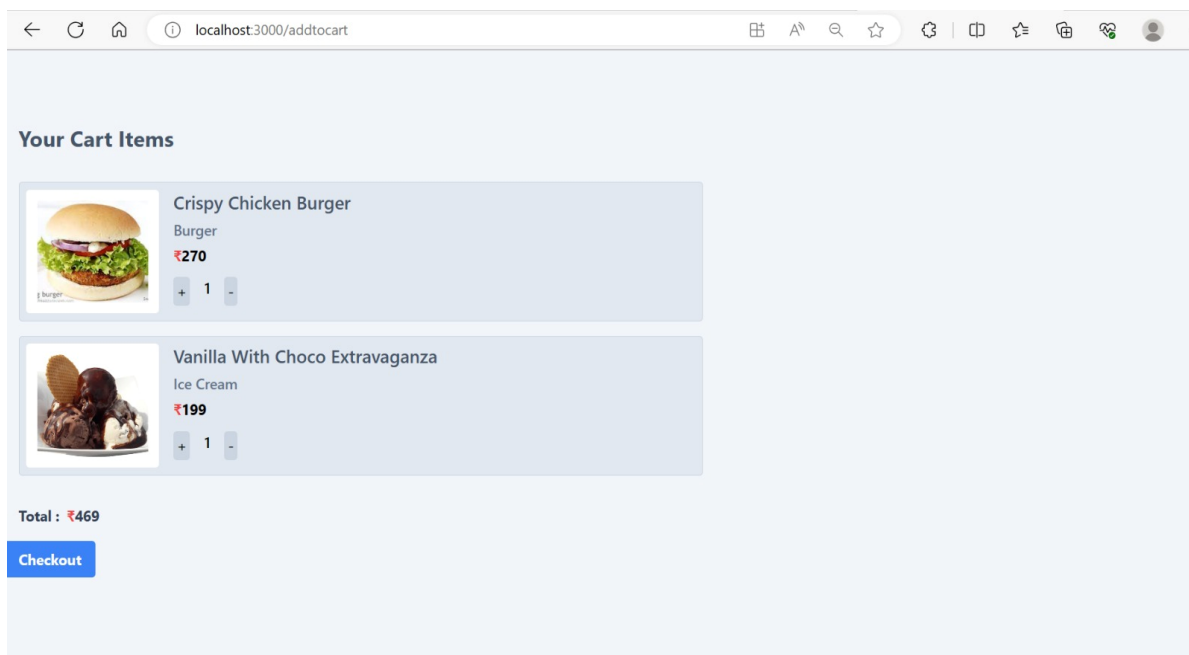 localhost:3000/addtocart
Your Cart Items
Crispy Chicken Burger
Burger
₹270
+ 1 -
burger
Vanilla With Choco Extravaganza
Ice Cream
₹199
+ 1 -
Total : ₹469
Checkout